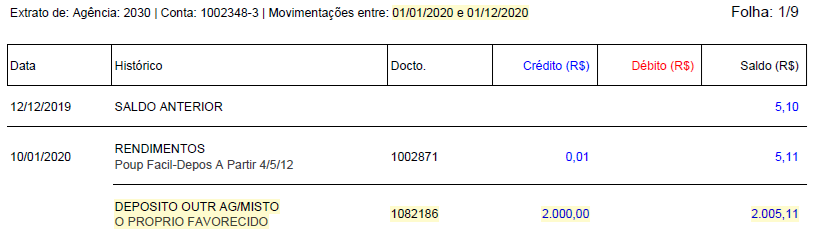 Extrato de: Agência: 2030 | Conta: 1002348-3 | Movimentações entre: 01/01/2020 e 01/12/2020 Folha: 1/9
Data Histórico Docto. Crédito (R$) Débito (R$) Saldo (R$)
12/12/2019 SALDO ANTERIOR 5,10
10/01/2020 RENDIMENTOS 1002871 0,01 5,11
Poup Facil-Depos A Partir 4/5/12
DEPOSITO OUTR AG/MISTO 1082186 2.000,00 2.005,11
O PROPRIO FAVORECIDO